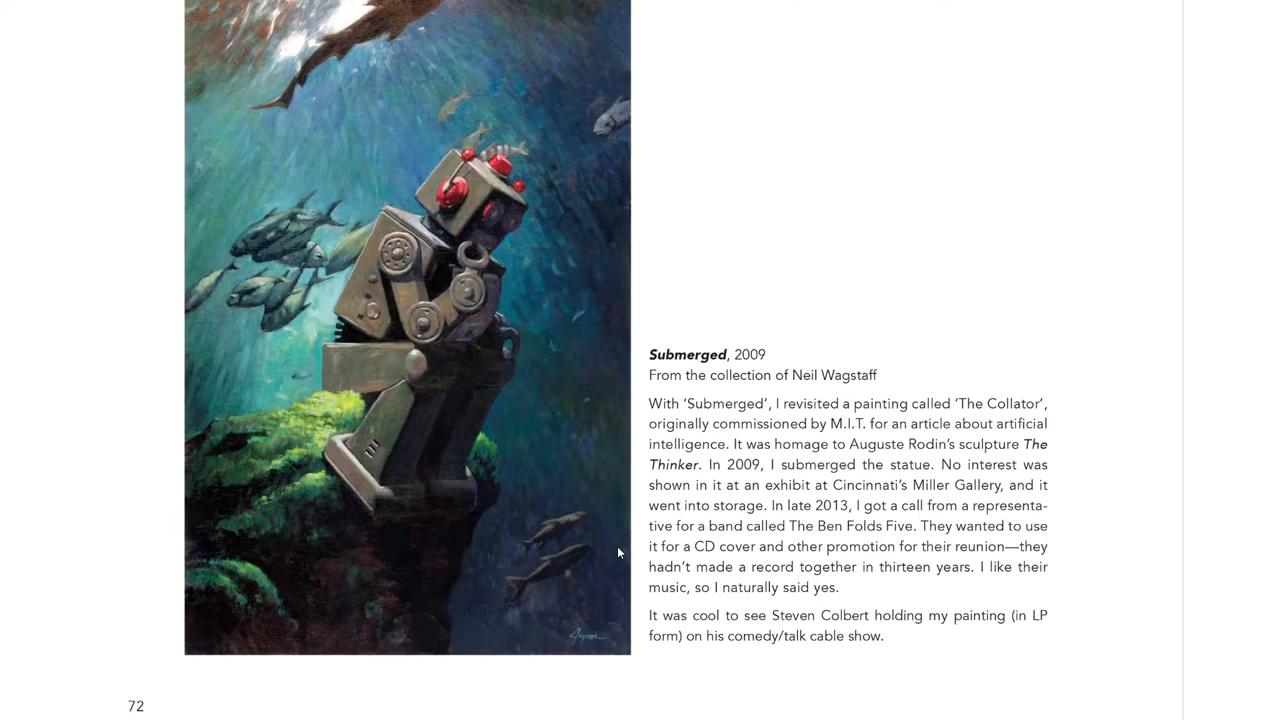 Submerged, 2009
From the collection of Neil Wagstaff
With ‘Submerged’, I revisited a painting called ‘The Collator’,
originally commissioned by M.I.T. for an article about artificial
intelligence. It was homage to Auguste Rodin’s sculpture The
Thinker. In 2009, I submerged the statue. No interest was
shown in it at an exhibit at Cincinnati’s Miller Gallery, and it
went into storage. In late 2013, I got a call from a representa-
tive for a band called The Ben Folds Five. They wanted to use
it for a CD cover and other promotion for their reunion—they
hadn’t made a record together in thirteen years. I like their
music, so I naturally said yes.
It was cool to see Steven Colbert holding my painting (in LP
form) on his comedy/talk cable show.
72